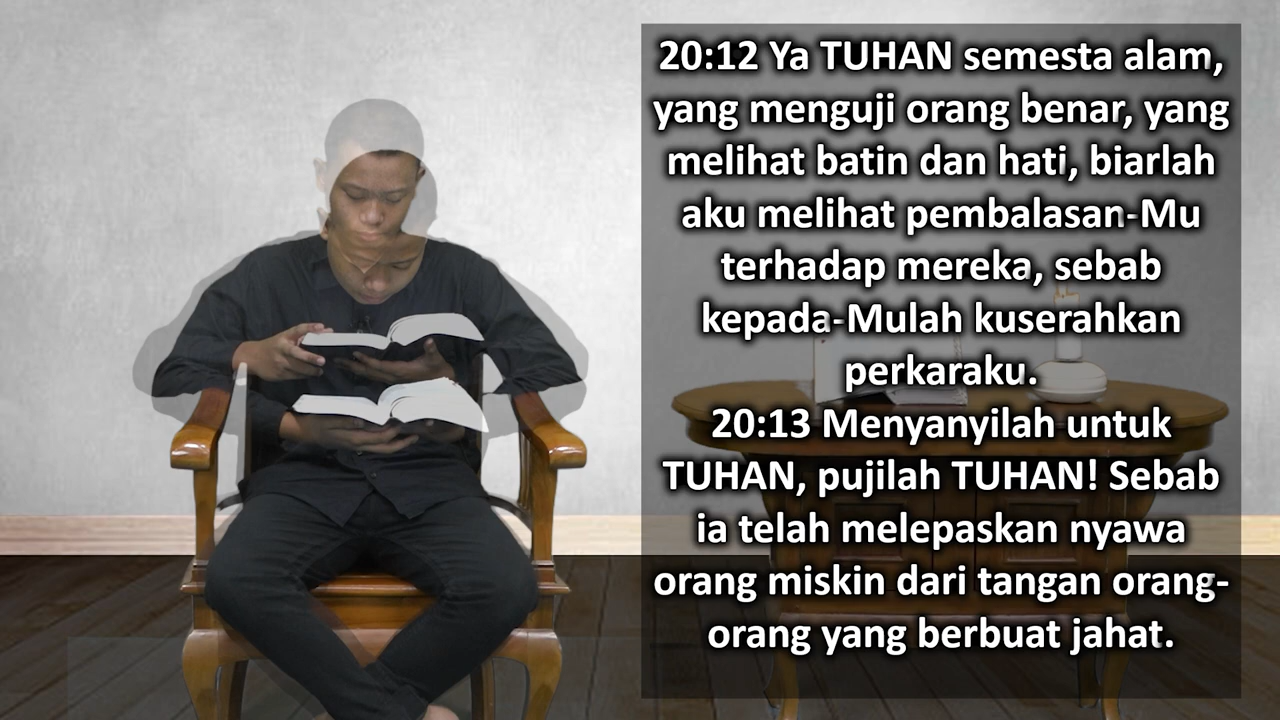 20:12 Ya TUHAN semesta alam,
yang menguji orang benar, yang
melihat batin dan hati, biarlah
aku melihat pembalasan-Mu
terhadap mereka, sebab
kepada-Mulah kuserahkan
perkaraku.
20:13 Menyanyilah untuk
TUHAN, pujilah TUHAN! Sebab
ia telah melepaskan nyawa
orang miskin dari tangan orang-
orang yang berbuat jahat.